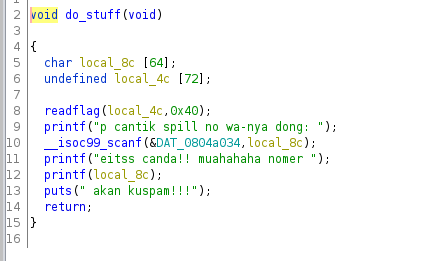 2 void do_stuff(void)
3
4 {
5 char local_8c [64];
6 undefined local_4c [72];
7
8 readflag(local_4c,0x40);
9 printf("p cantik spill no wa-nya dong: ");
10 __isoc99_scanf(&DAT_0804a034,local_8c);
11 printf("eitss canda!! muahahaha nomer ");
12 printf(local_8c);
13 puts(" akan kuspam!!!");
14 return;
15 }
16